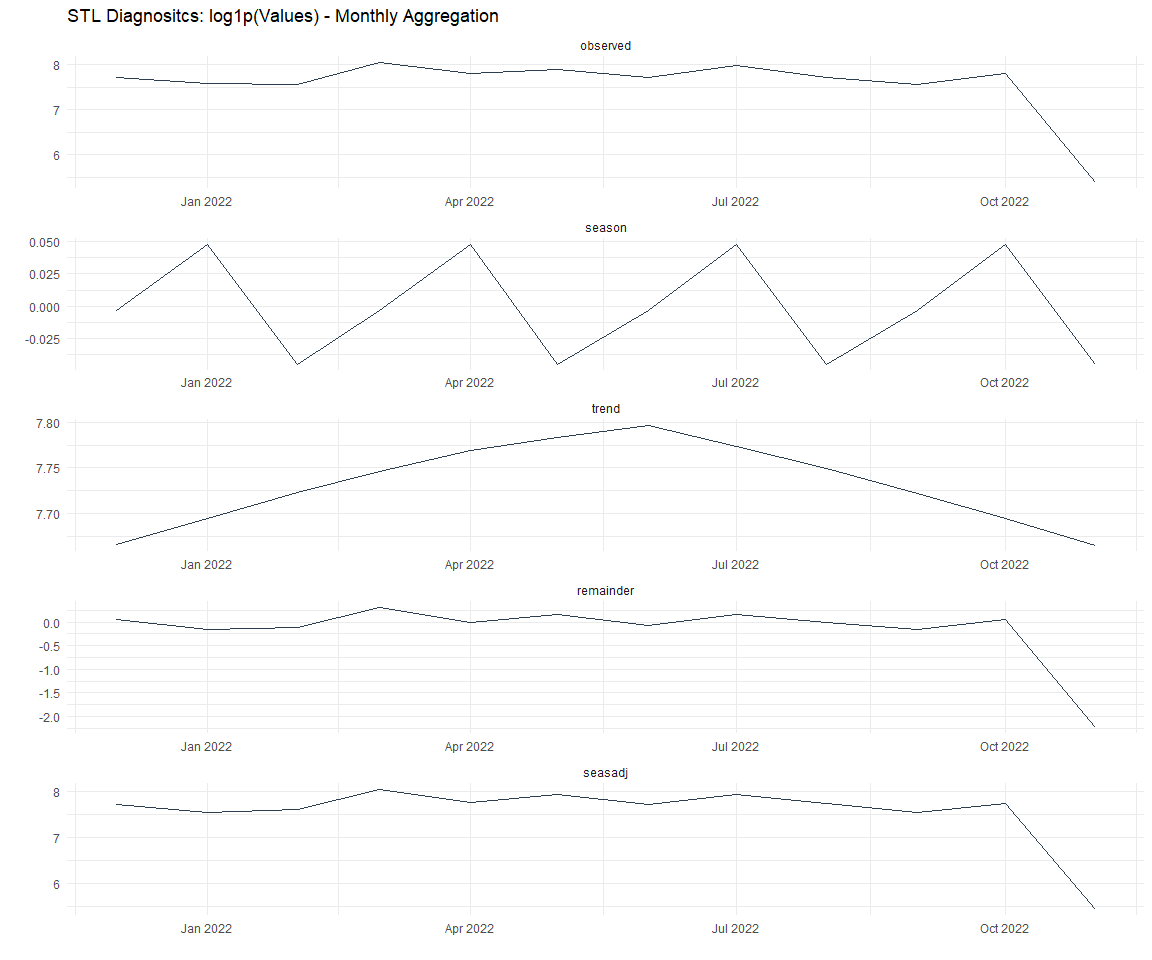 STL Diagnositcs: log1p(Values) - Monthly Aggregation
observed
8
7
6
Jan 2022 Apr 2022 Jul 2022 Oct 2022
season
0.050
0.025
0.000
-0.025
Jan 2022 Apr 2022 Jul 2022 Oct 2022
trend
7.80
7.75
7.70
Jan 2022 Apr 2022 Jul 2022 Oct 2022
remainder
0.0
-0.5
-1.0
-1.5
-2.0
Jan 2022 Apr 2022 Jul 2022 Oct 2022
seasadj
8
7
6
Jan 2022 Apr 2022 Jul 2022 Oct 2022